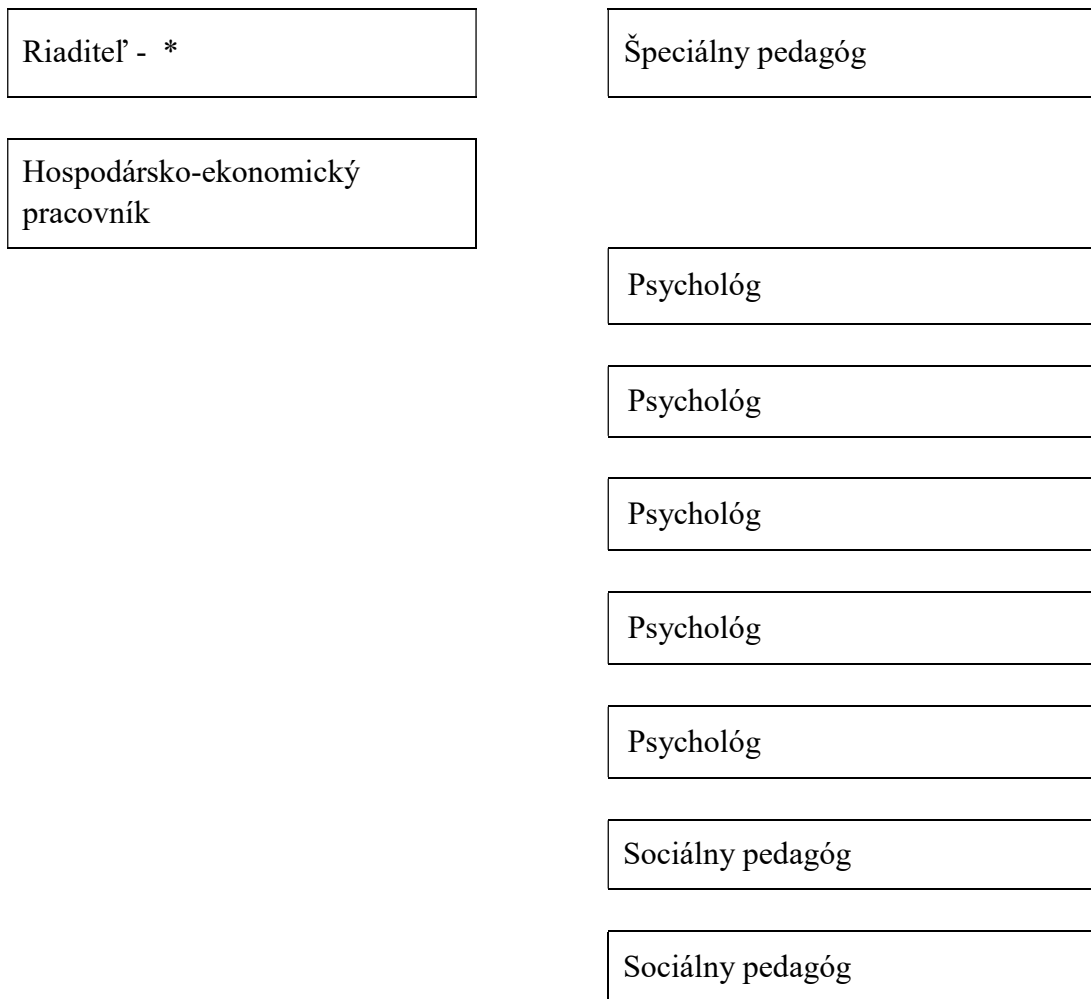 Riaditeľ - *
Špeciálny pedagóg
Hospodársko-ekonomický
pracovník
Psychológ
Psychológ
Psychológ
Psychológ
Psychológ
Sociálny pedagóg
Sociálny pedagóg